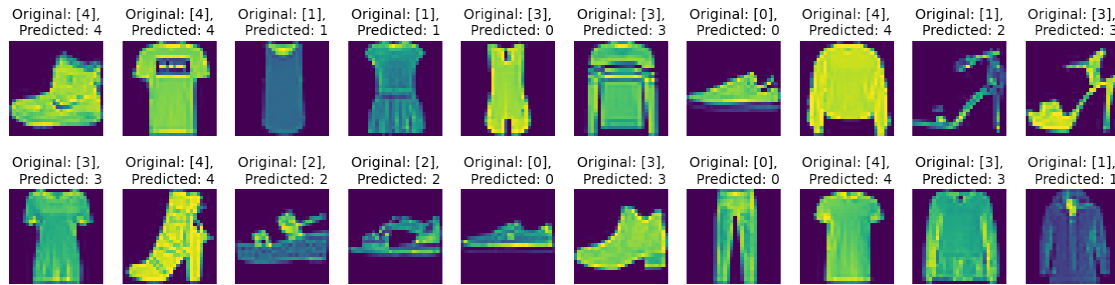 Original: [4],
Predicted: 4
Original: [4],
Predicted: 4
Original: [1],
Predicted: 1
Original: [1],
Predicted: 1
Original: [3],
Predicted: 0
Original: [3],
Predicted: 3
Original: [0],
Predicted: 0
Original: [4],
Predicted: 4
Original: [1],
Predicted: 2
Original: [3],
Predicted: 3
Original: [3],
Predicted: 3
Original: [4],
Predicted: 4
Original: [2],
Predicted: 2
Original: [2],
Predicted: 2
Original: [0],
Predicted: 0
Original: [3],
Predicted: 3
Original: [0],
Predicted: 0
Original: [4],
Predicted: 4
Original: [3],
Predicted: 3
Original: [1],
Predicted: 1